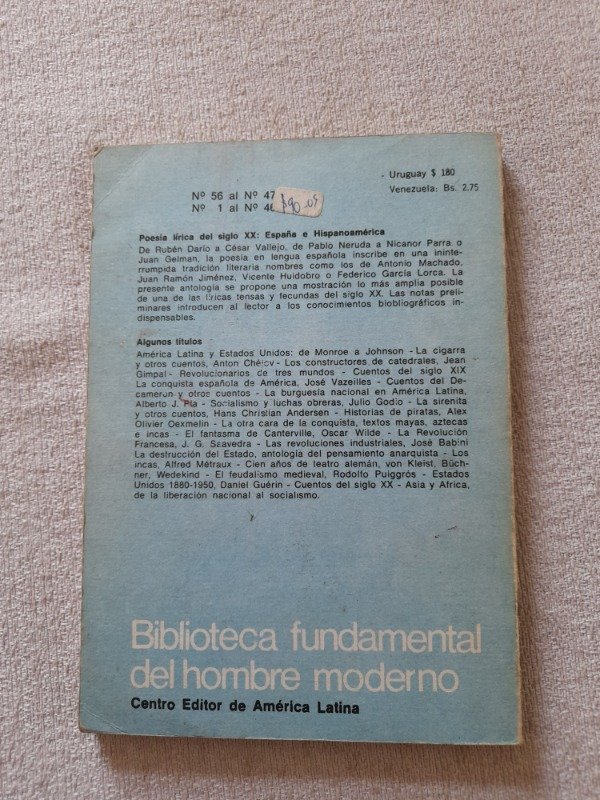 Uruguay $ 180
Venezuela: Bs. 2.75
Nº 56 al Nº 47
Nº 1 al Nº 46
$90
Poesía lírica del siglo XX: España e Hispanoamérica
De Rubén Darío a César Vallejo, de Pablo Neruda a Nicanor Parra o
Juan Gelman, la poesía en lengua española inscribe en una ininte-
rrumpida tradición literaria nombres como los de Antonio Machado,
Juan Ramón Jiménez, Vicente Huidobro o Federico García Lorca. La
presente antología se propone una mostración lo más amplia posible
de una de las líricas tensas y fecundas del siglo XX. Las notas preli-
minares introducen al lector a los conocimientos biobliográficos in-
dispensables.
Algunos títulos
América Latina y Estados Unidos: de Monroe a Johnson - La cigarra
y otros cuentos, Anton Chéjov - Los constructores de catedrales, Jean
Gimpal - Revolucionarios de tres mundos - Cuentos del siglo XIX
La conquista española de América, José Vazeilles - Cuentos del De-
camerun y otros cuentos - La burguesía nacional en América Latina,
Alberto J. Pla - Socialismo y luchas obreras, Julio Godio - La sirenita
y otros cuentos, Hans Christian Andersen - Historias de piratas, Alex
Olivier Oexmelin - La otra cara de la conquista, textos mayas, aztecas
e incas - El fantasma de Canterville, Oscar Wilde - La Revolución
Francesa, J. G. Saavedra - Las revoluciones industriales, José Babini
La destrucción del Estado, antología del pensamiento anarquista - Los
incas, Alfred Métraux - Cien años de teatro alemán, von Kleist, Büch-
ner, Wedekind - El feudalismo medieval, Rodolfo Puiggrós - Estados
Unidos 1880-1950, Daniel Guérin - Cuentos del siglo XX - Asia y Africa,
de la liberación nacional al socialismo.
Biblioteca fundamental
del hombre moderno
Centro Editor de América Latina